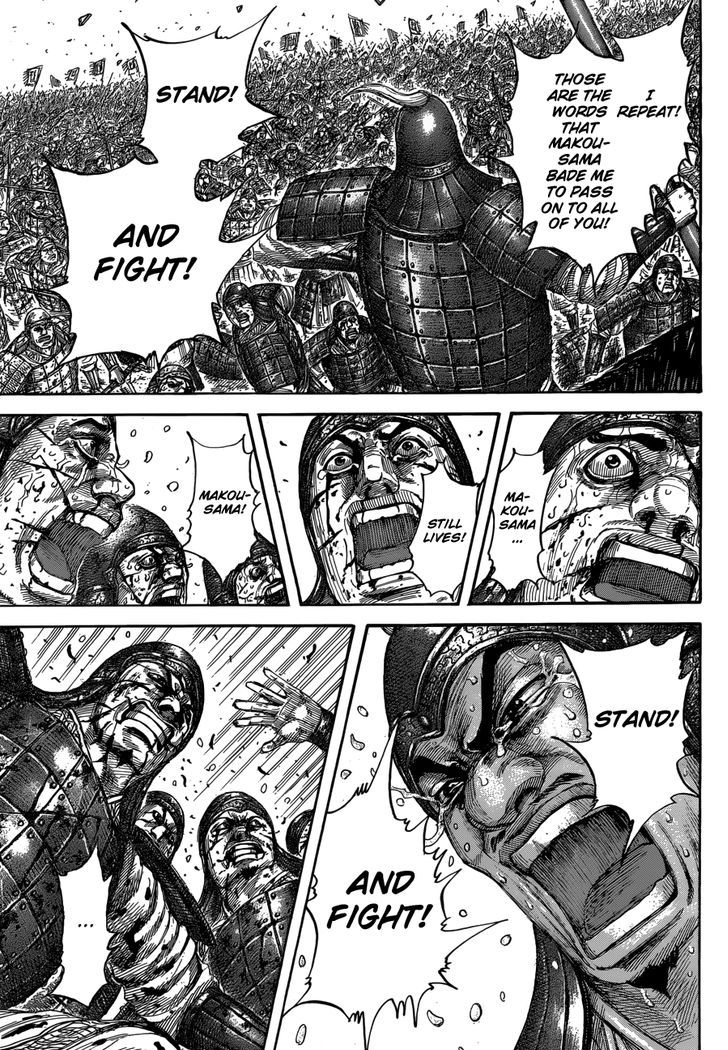 I
REPEAT!
THOSE
ARE THE
WORDS
THAT
MAKOU-
SAMA
BADE ME
TO PASS
ON TO ALL
OF YOU!
STAND!
AND
FIGHT!
MA-
KOU-
SAMA
...
STILL
LIVES!
MAKOU-
SAMA!
STAND!
AND
FIGHT!
...